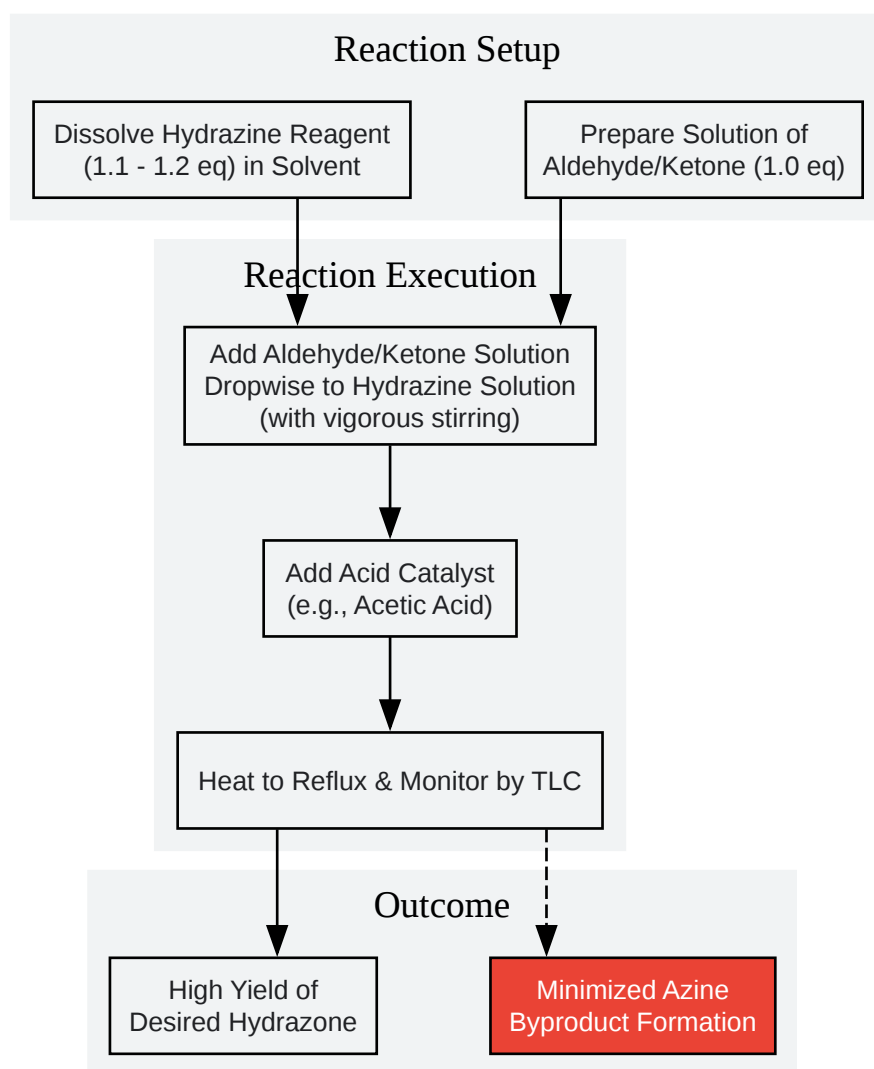 Reaction Setup
Dissolve Hydrazine Reagent
(1.1 - 1.2 eq) in Solvent
Prepare Solution of
Aldehyde/Ketone (1.0 eq)
Reaction Execution
Add Aldehyde/Ketone Solution
Dropwise to Hydrazine Solution
(with vigorous stirring)
Add Acid Catalyst
(e.g., Acetic Acid)
Heat to Reflux & Monitor by TLC
Outcome
High Yield of
Desired Hydrazone
Minimized Azine
Byproduct Formation